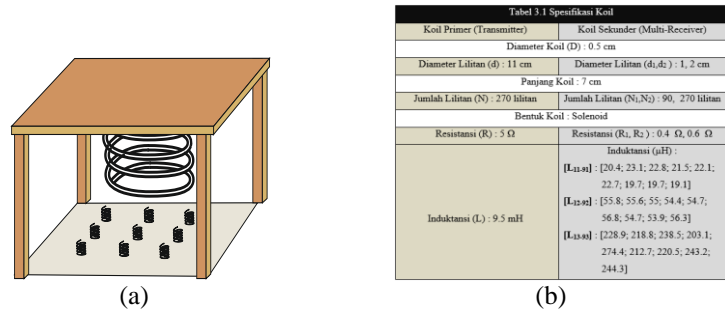 Tabel 3.1 Spesifikasi Koil
Koil Primer (Transmitter) Koil Sekunder (Multi-Receiver)
Diameter Koil (D) : 0.5 cm
Diameter Lilitan (d) : 11 cm Diameter Lilitan (d1,d2 ) : 1, 2 cm
Panjang Koil : 7 cm
Jumlah Lilitan (N) : 270 lilitan Jumlah Lilitan (N1,N2) : 90, 270 lilitan
Bentuk Koil : Solenoid
Resistansi (R) : 5 Ω Resistansi (R1, R2 ) : 0.4 Ω, 0.6 Ω
Induktansi (L) : 9.5 mH
Induktansi (µH) :
[L11-91] : [20.4; 23.1; 22.8; 21.5; 22.1;
22.7; 19.7; 19.7; 19.1]
[L12-92] : [55.8; 55.6; 55; 54.4; 54.7;
56.8; 54.7; 53.9; 56.3]
[L13-93] : [228.9; 218.8; 238.5; 203.1;
274.4; 212.7; 220.5; 243.2;
244.3]
(a) (b)